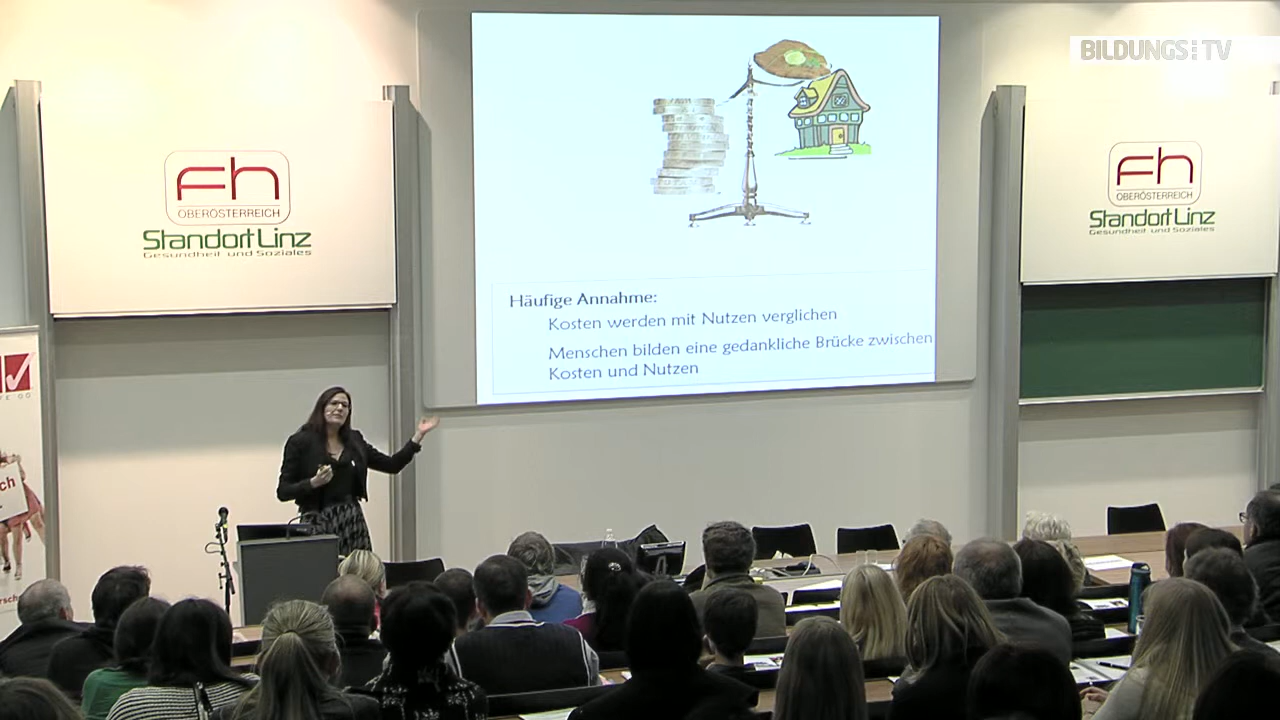 BILDUNGS TV
fh
OBERÖSTERREICH
Standort Linz
Gesundheit und Soziales
fh
OBERÖSTERREICH
Standort Linz
Gesundheit und Soziales
Häufige Annahme:
Kosten werden mit Nutzen verglichen
Menschen bilden eine gedankliche Brücke zwischen
Kosten und Nutzen